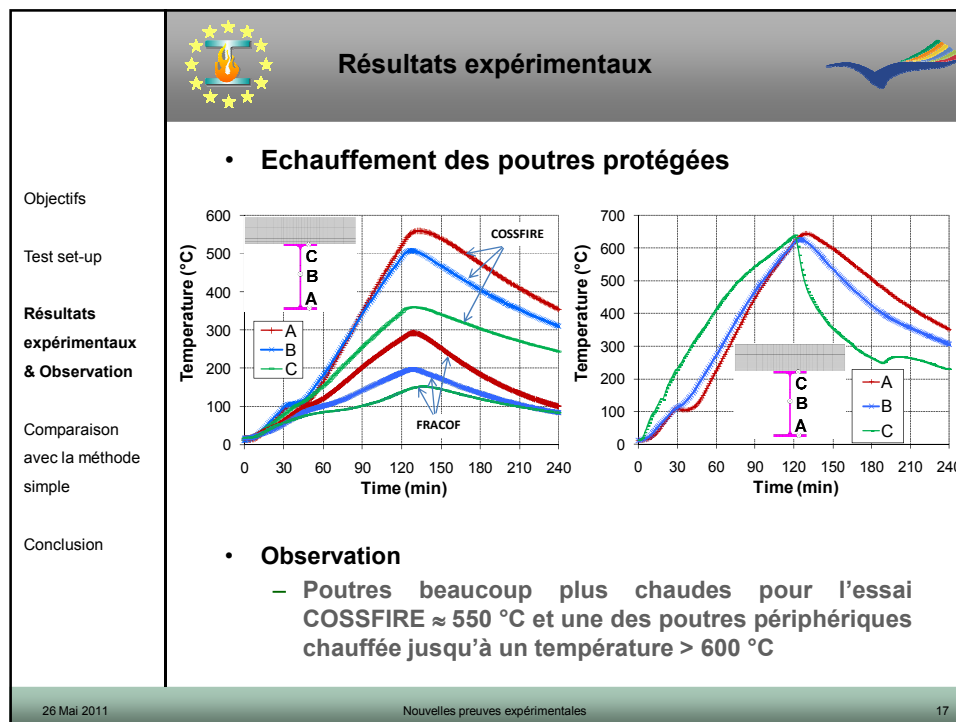 Résultats expérimentaux
Objectifs
Test set-up
Résultats
expérimentaux
& Observation
Comparaison
avec la méthode
simple
Conclusion
• Echauffement des poutres protégées
Temperature (°C)
600
500
400
300
200
100
0
0 30 60 90 120 150 180 210 240
Time (min)
C
B
A
A
B
C
COSSFIRE
FRACOF
Temperature (°C)
700
600
500
400
300
200
100
0
0 30 60 90 120 150 180 210 240
Time (min)
C
B
A
A
B
C
• Observation
– Poutres beaucoup plus chaudes pour l'essai
COSSFIRE ≈ 550 °C et une des poutres périphériques
chauffée jusqu'à un température > 600 °C
26 Mai 2011
Nouvelles preuves expérimentales
17